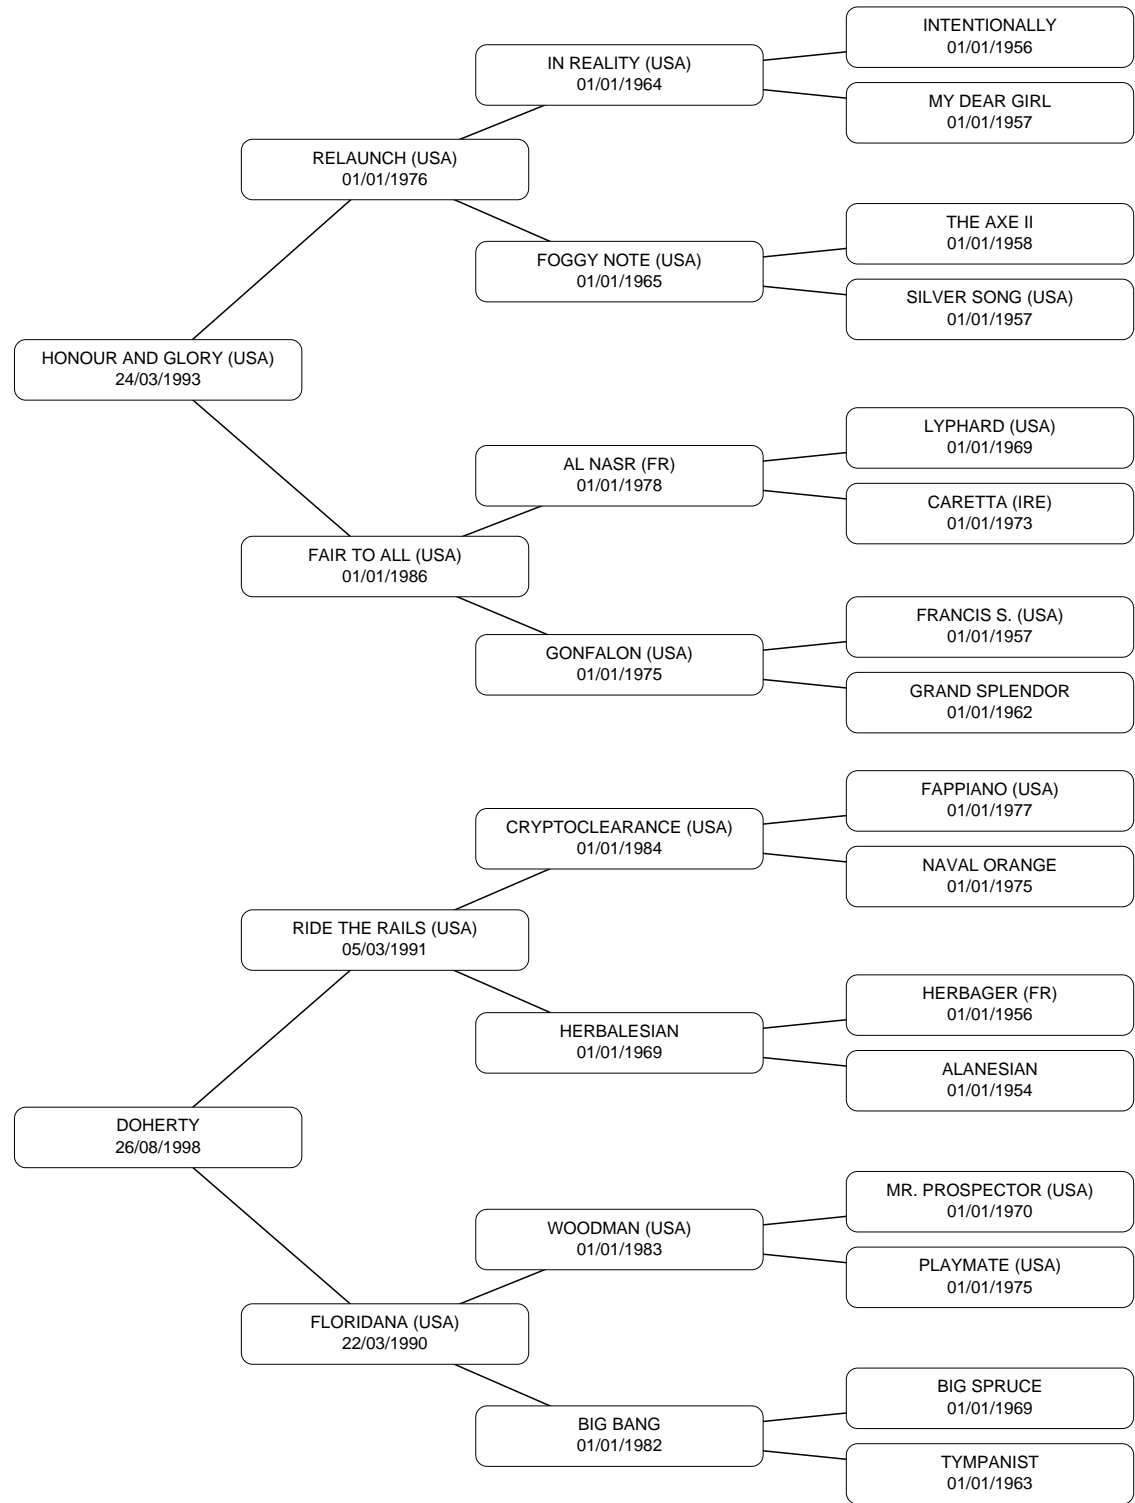 INTENTIONALLY
01/01/1956
IN REALITY (USA)
01/01/1964
MY DEAR GIRL
01/01/1957
RELAUNCH (USA)
01/01/1976
THE AXE II
01/01/1958
FOGGY NOTE (USA)
01/01/1965
SILVER SONG (USA)
01/01/1957
HONOUR AND GLORY (USA)
24/03/1993
LYPHARD (USA)
01/01/1969
AL NASR (FR)
01/01/1978
CARETTA (IRE)
01/01/1973
FAIR TO ALL (USA)
01/01/1986
FRANCIS S. (USA)
01/01/1957
GONFALON (USA)
01/01/1975
GRAND SPLENDOR
01/01/1962
FAPPIANO (USA)
01/01/1977
CRYPTOCLEARANCE (USA)
01/01/1984
NAVAL ORANGE
01/01/1975
RIDE THE RAILS (USA)
05/03/1991
HERBAGER (FR)
01/01/1956
HERBALESIAN
01/01/1969
ALANESIAN
01/01/1954
DOHERTY
26/08/1998
MR. PROSPECTOR (USA)
01/01/1970
WOODMAN (USA)
01/01/1983
PLAYMATE (USA)
01/01/1975
FLORIDANA (USA)
22/03/1990
BIG SPRUCE
01/01/1969
BIG BANG
01/01/1982
TYMPANIST
01/01/1963